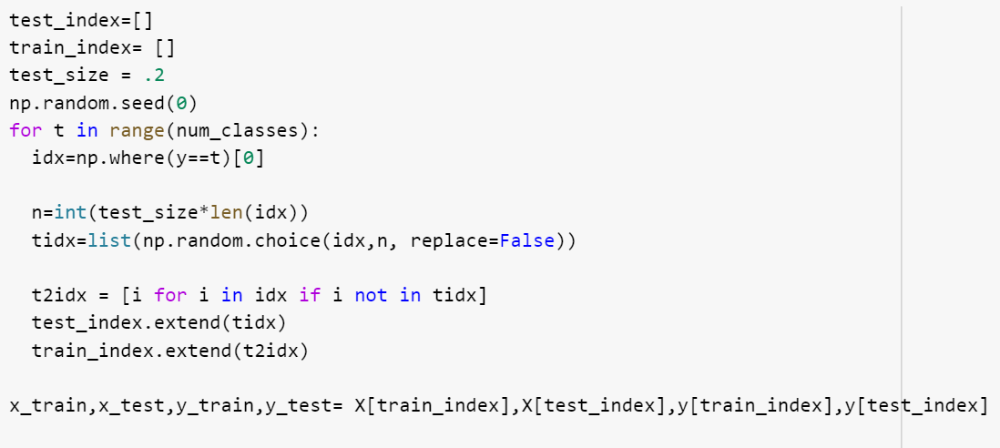 test_index=[]
train_index= []
test_size = .2
np.random.seed(0)
for t in range(num_classes):
  idx=np.where(y==t)[0]

  n=int(test_size*len(idx))
  tidx=list(np.random.choice(idx,n, replace=False))

  t2idx = [i for i in idx if i not in tidx]
  test_index.extend(tidx)
  train_index.extend(t2idx)

x_train,x_test,y_train,y_test= X[train_index],X[test_index],y[train_index],y[test_index]